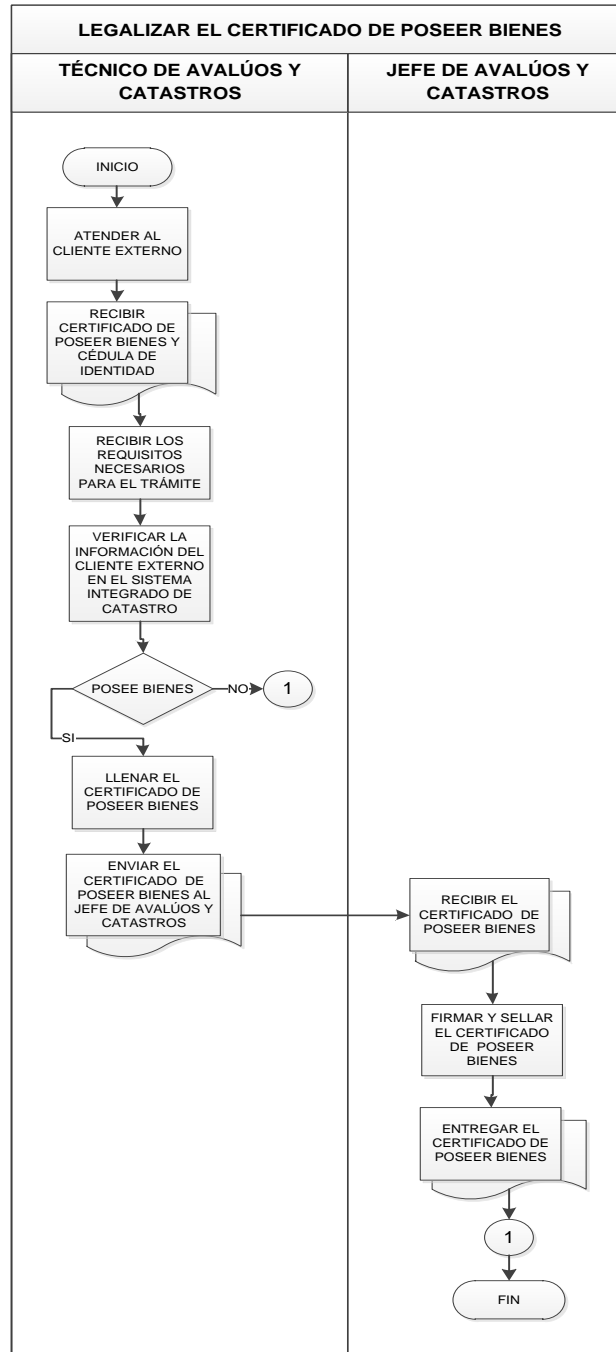 LEGALIZAR EL CERTIFICADO DE POSEER BIENES
TÉCNICO DE AVALÚOS Y
CATASTROS
JEFE DE AVALÚOS Y
CATASTROS
INICIO
ATENDER AL
CLIENTE EXTERNO
RECIBIR
CERTIFICADO DE
POSEER BIENES Y
CÉDULA DE
IDENTIDAD
RECIBIR LOS
REQUISITOS
NECESARIOS
PARA EL TRÁMITE
VERIFICAR LA
INFORMACIÓN DEL
CLIENTE EXTERNO
EN EL SISTEMA
INTEGRADO DE
CATASTRO
POSEE BIENES
NO
1
SI
LLENAR EL
CERTIFICADO DE
POSEER BIENES
ENVIAR EL
CERTIFICADO DE
POSEER BIENES AL
JEFE DE AVALÚOS Y
CATASTROS
RECIBIR EL
CERTIFICADO DE
POSEER BIENES
FIRMAR Y SELLAR
EL CERTIFICADO
DE POSEER
BIENES
ENTREGAR EL
CERTIFICADO DE
POSEER BIENES
1
FIN